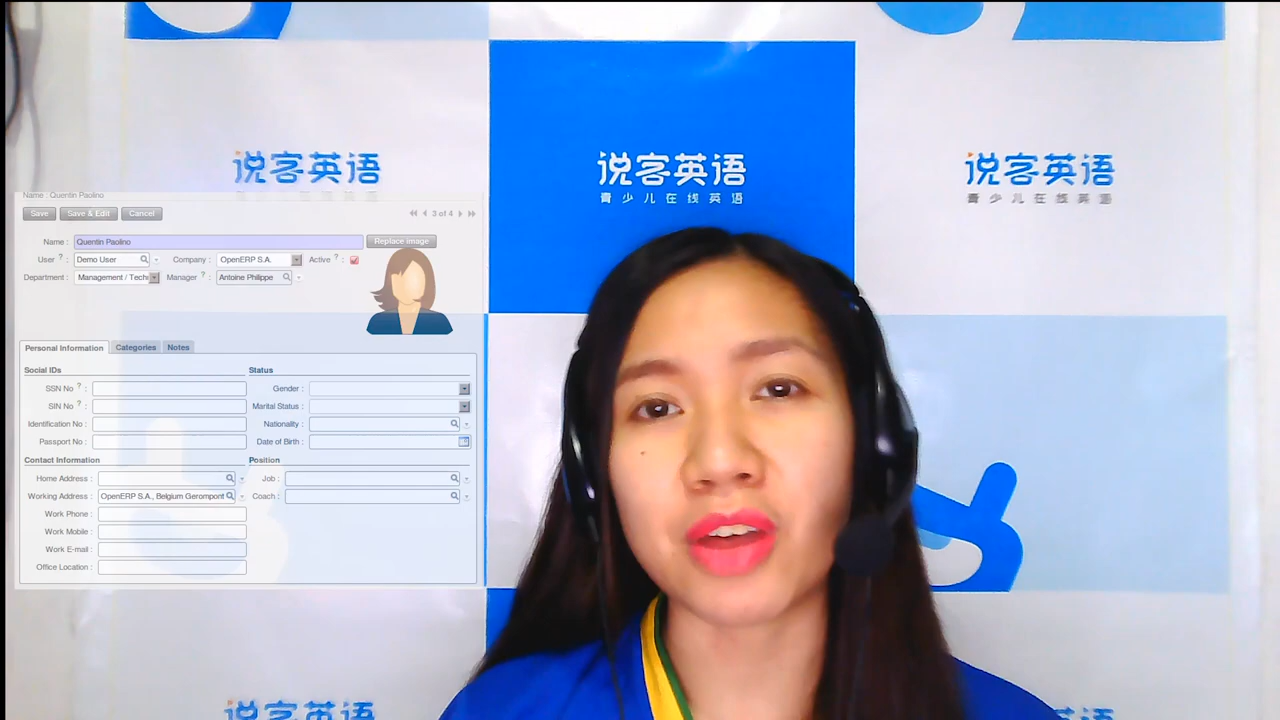 说客英语
说客英语
青少儿在线英语
说客英语
青少儿在线英语
Name : Quentin Paolino
Save Save & Edit Cancel 3 of 4
Name : Quentin Paolino Replace image
User ? : Demo User Company : OpenERP S.A. Active ? :
Department : Management / Techn Manager ? : Antoine Philippe
Personal Information Categories Notes
Social IDs Status
SSN No ? : Gender :
SIN No ? : Marital Status :
Identification No : Nationality :
Passport No : Date of Birth :
Contact Information Position
Home Address : Job :
Working Address : OpenERP S.A., Belgium Gerompont Coach :
Work Phone :
Work Mobile :
Work E-mail :
Office Location :
说客英语